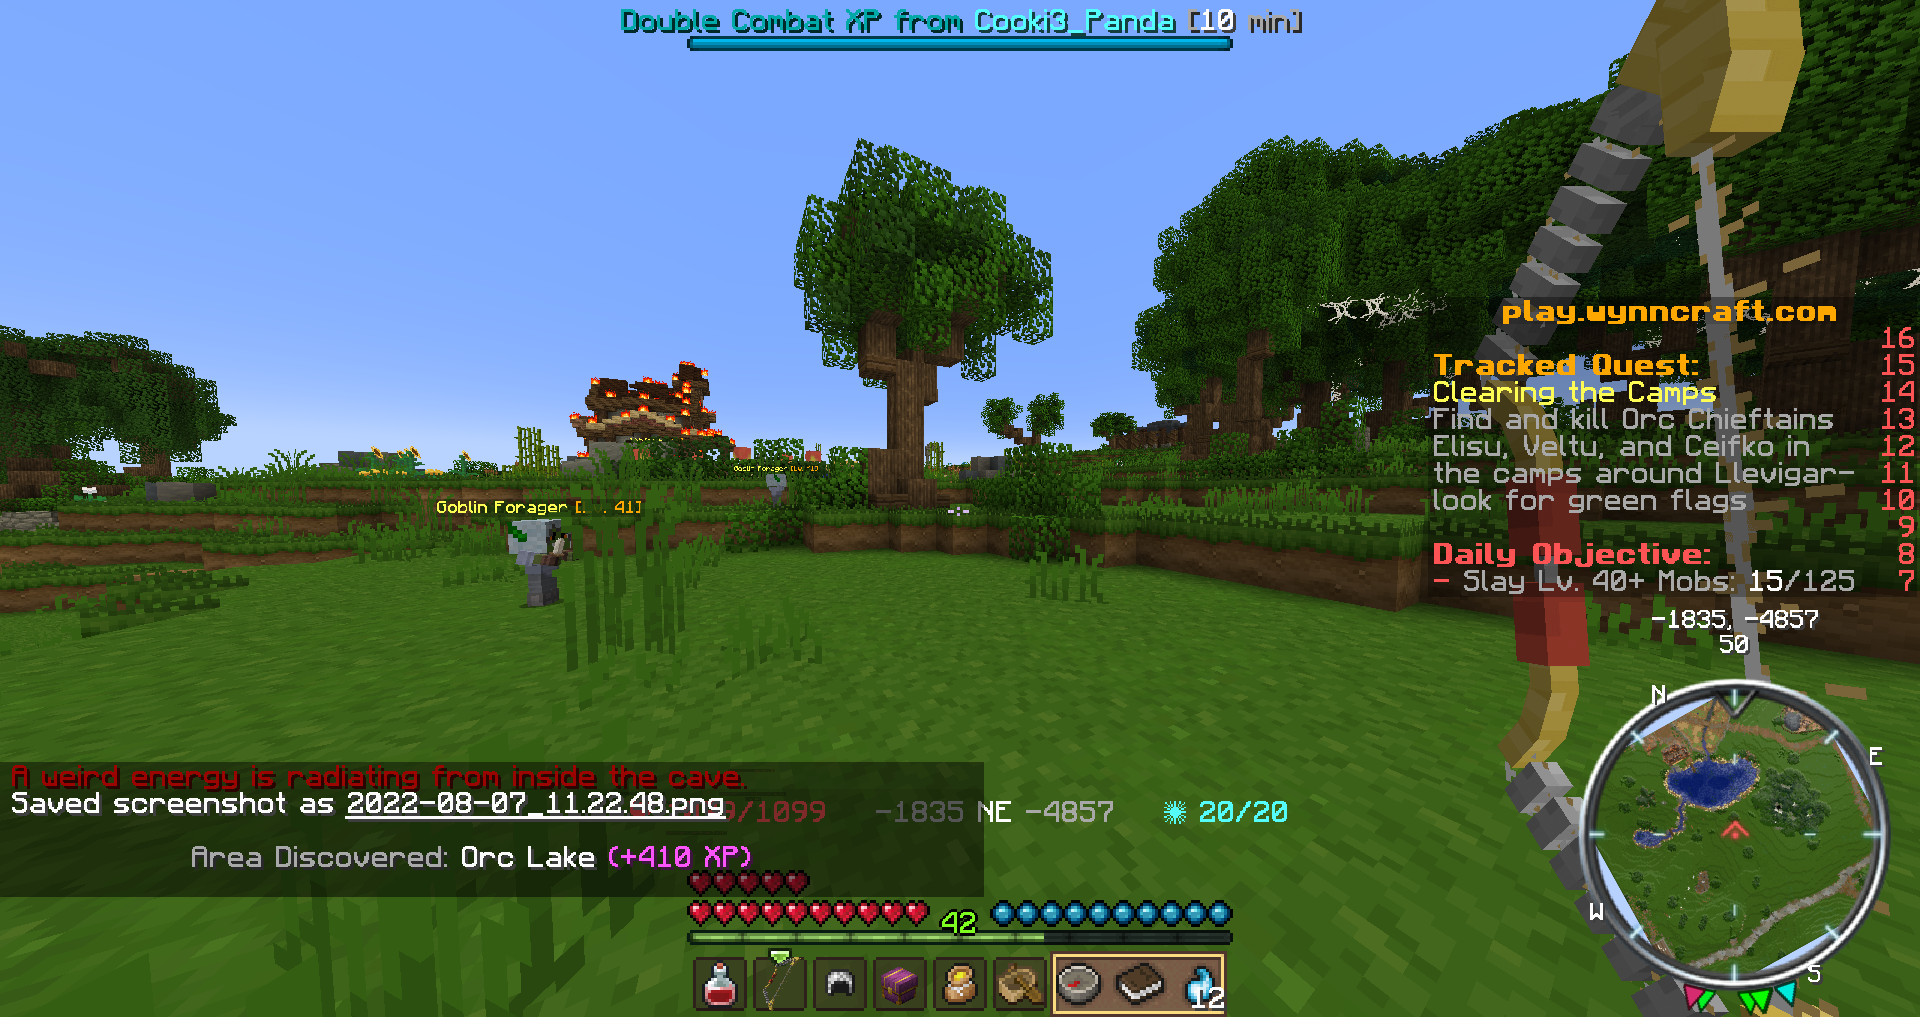 Double Combat XP from Cooki3_Panda [10 min]
play.wynncraft.com
16
Tracked Quest: 15
Clearing the Camps 14
Find and kill Orc Chieftains 13
Elisu, Veltu, and Ceifko in 12
the camps around Llevigar- 11
look for green flags 10
9
Daily Objective: 8
- Slay Lv. 40+ Mobs: 15/125 7
-1835, -4857
50
Goblin Forager [
Goblin Forager [. . 41]
N
E
W
S
A weird energy is radiating from inside the cave.
Saved screenshot as 2022-08-07_11.22.48.png
/1099 -1835 NE -4857 20/20
Area Discovered: Orc Lake (+410 XP)
42
12